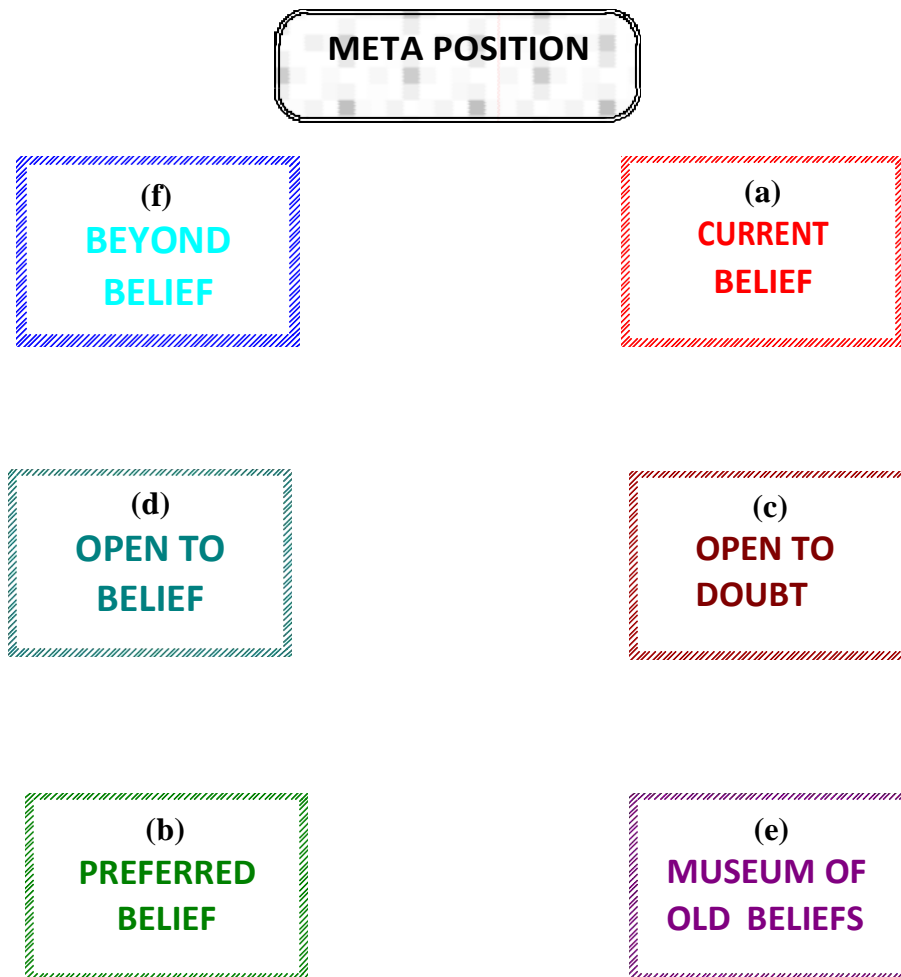 META POSITION
(f)
BEYOND
BELIEF
(a)
CURRENT
BELIEF
(d)
OPEN TO
BELIEF
(c)
OPEN TO
DOUBT
(b)
PREFERRED
BELIEF
(e)
MUSEUM OF
OLD BELIEFS